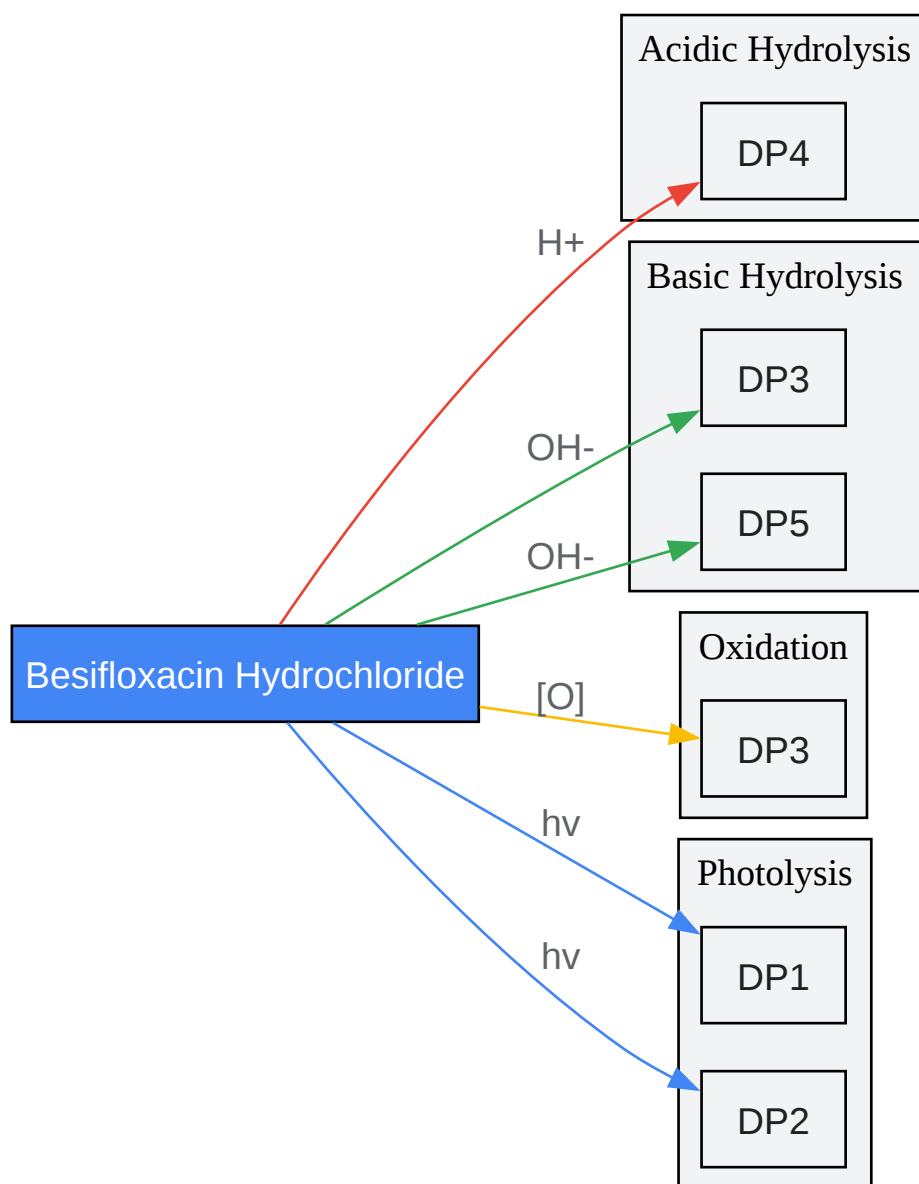 Acidic Hydrolysis
DP4
H+
Basic Hydrolysis
DP3
OH-
DP5
OH-
Oxidation
Besifloxacin Hydrochloride
[O]
DP3
hv
Photolysis
DP1
hv
DP2